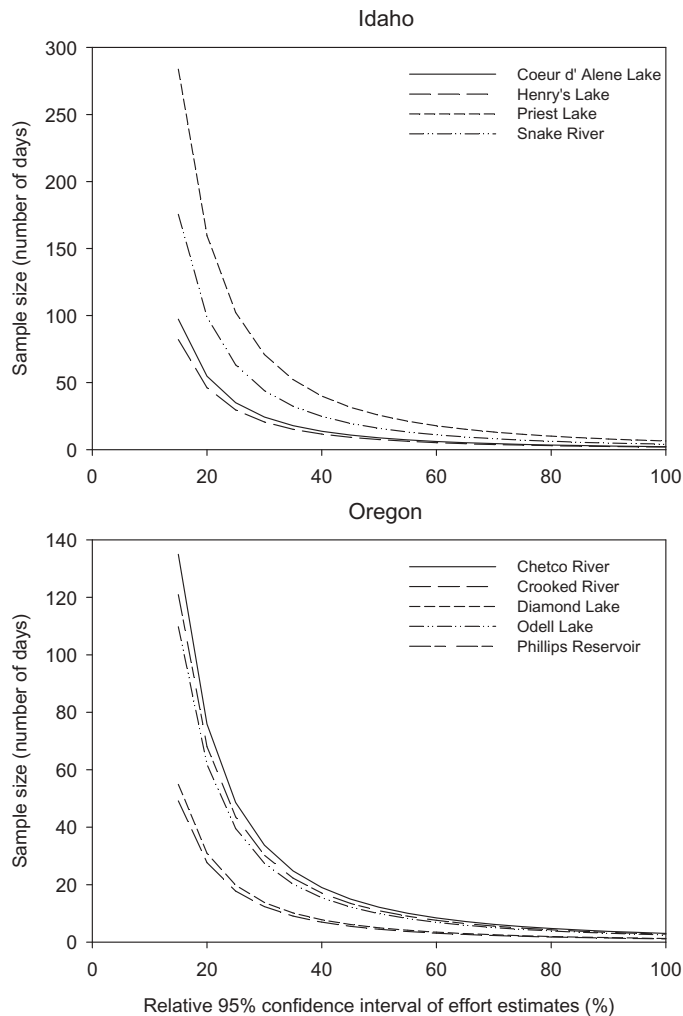 Idaho
300
250
200
150
100
50
0
Sample size (number of days)
Coeur d' Alene Lake
Henry's Lake
Priest Lake
Snake River
0 20 40 60 80 100
Oregon
140
120
100
80
60
40
20
0
Sample size (number of days)
Chetco River
Crooked River
Diamond Lake
Odell Lake
Phillips Reservoir
0 20 40 60 80 100
Relative 95% confidence interval of effort estimates (%)